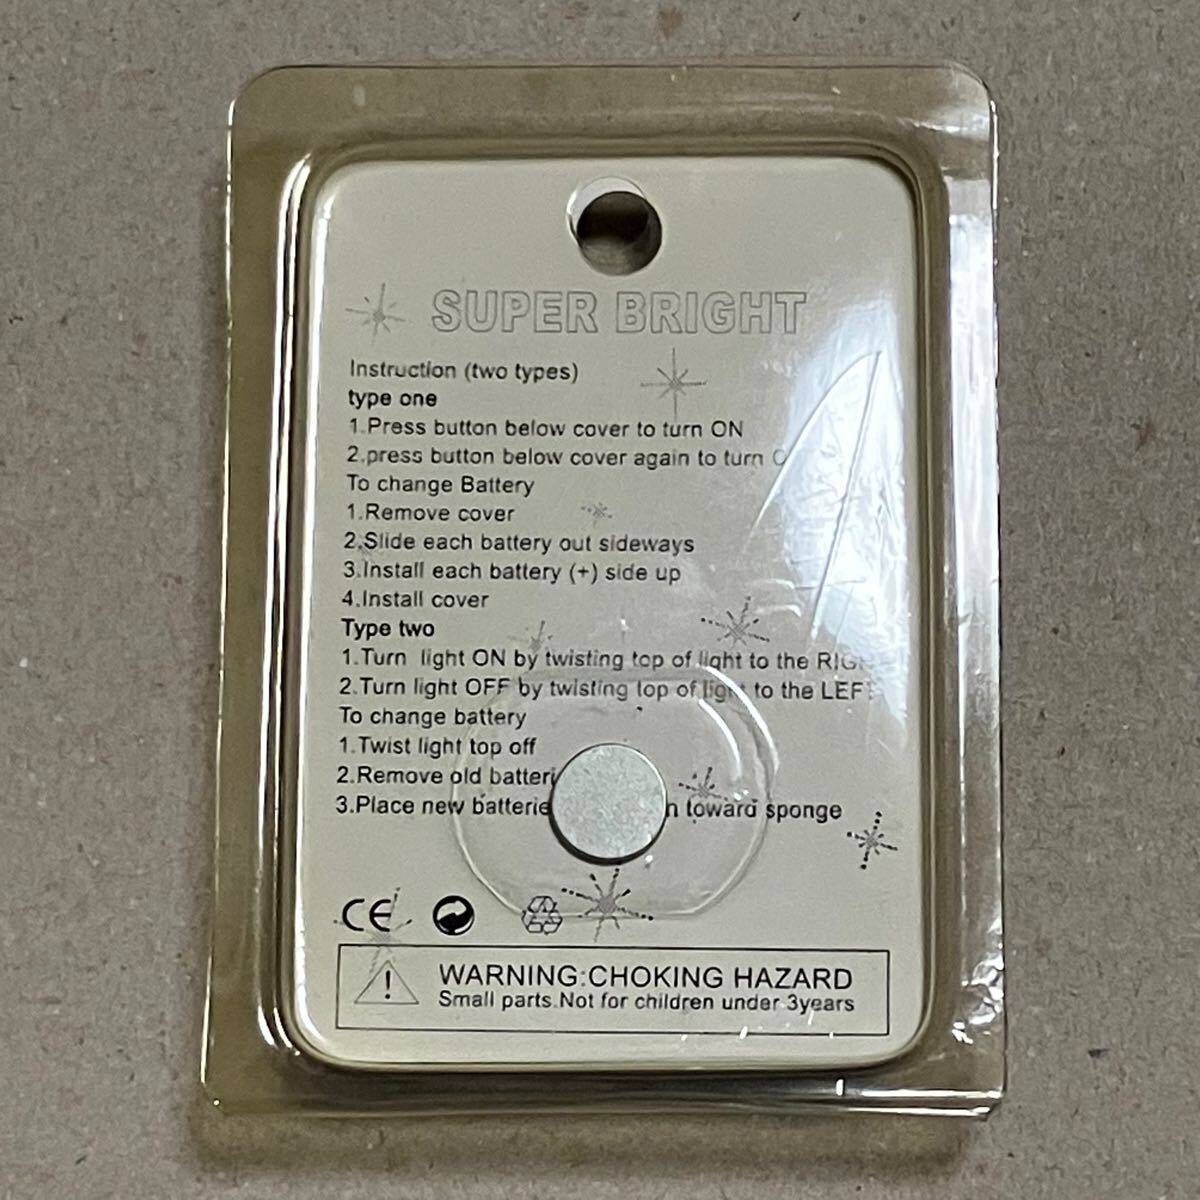 SUPER BRIGHT
Instruction (two types)
type one
1.Press button below cover to turn ON
2.press button below cover again to turn
To change Battery
1.Remove cover
2.Slide each battery out sideways
3.Install each battery (+) side up
4.Install cover
Type two
1.Turn light ON by twisting top of light to the RIGH
2.Turn light OFF by twisting top of light to the LEFT
To change battery
1.Twist light top off
2.Remove old batteri
3.Place new batterie toward sponge
CE
WARNING:CHOKING HAZARD
Small parts.Not for children under 3years